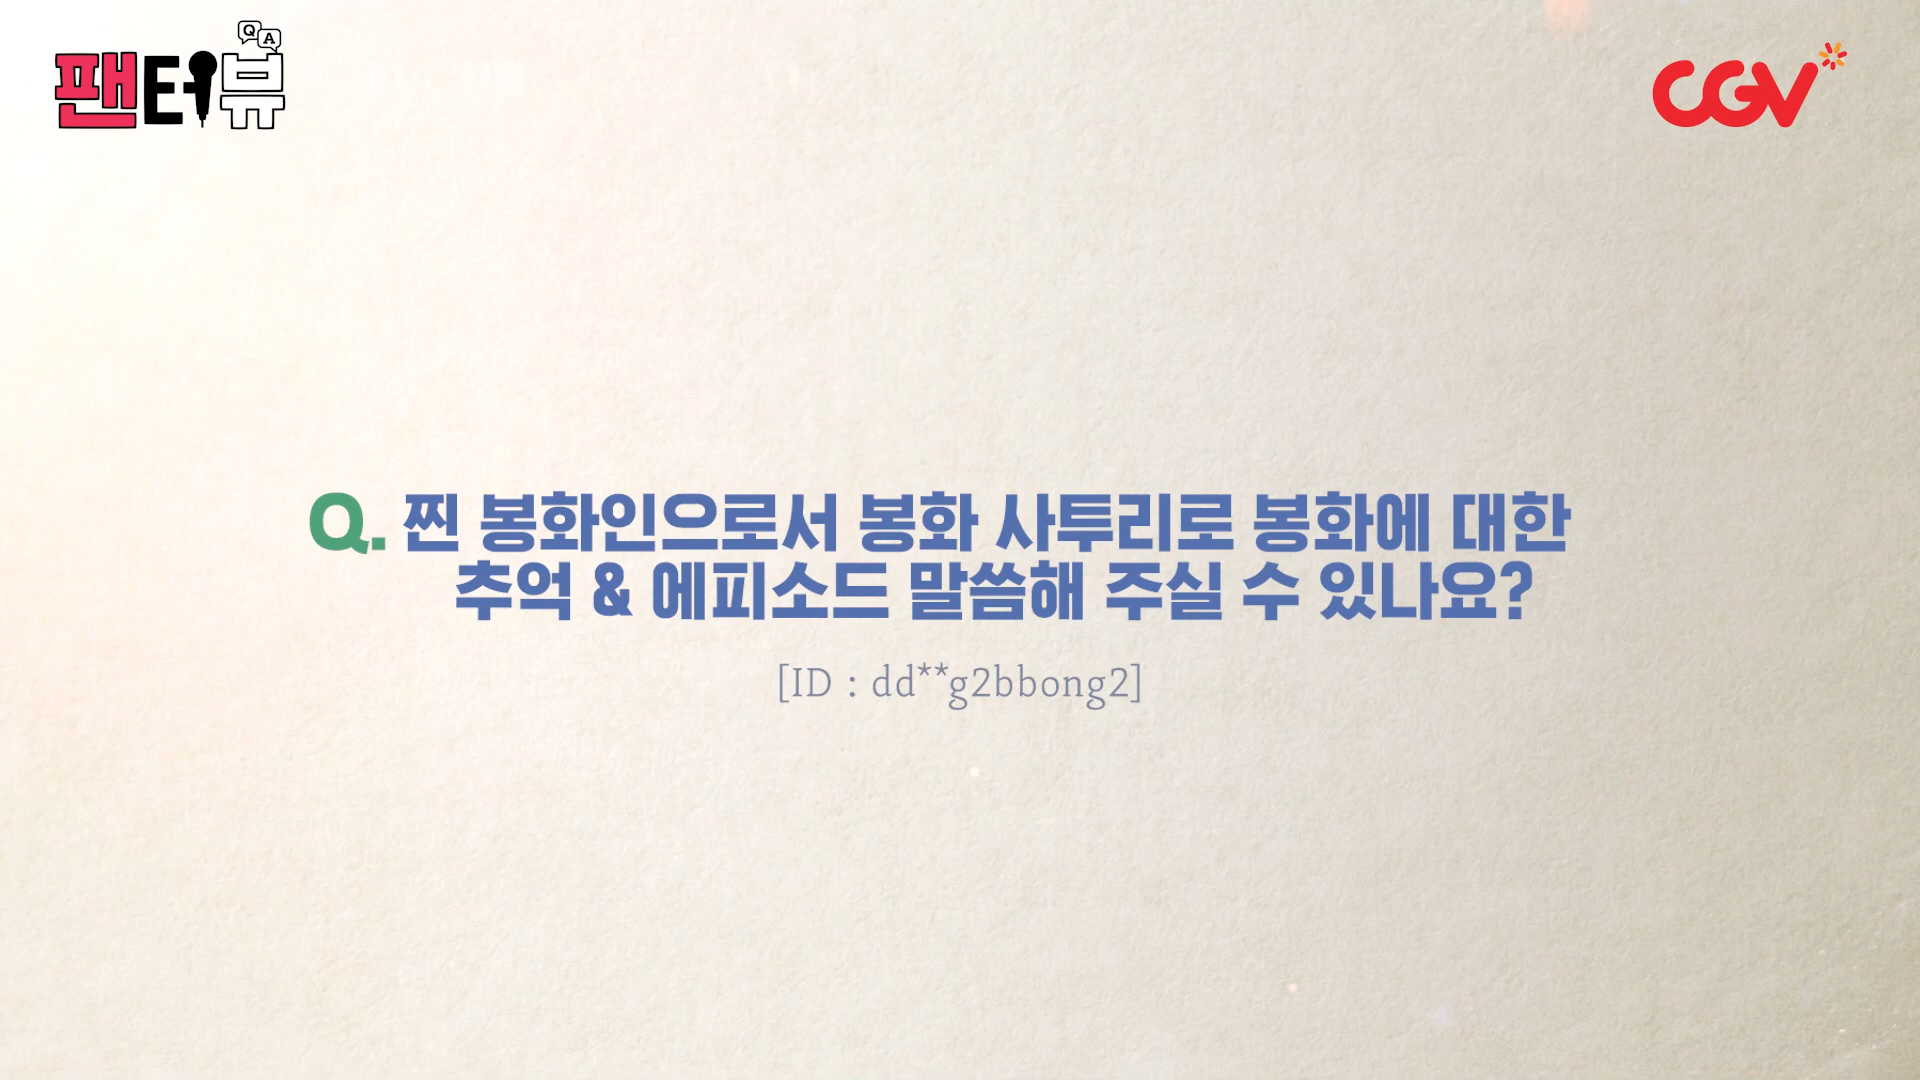 팬터뷰
Q A
CGV
Q. 찐 봉화인으로서 봉화 사투리로 봉화에 대한
추억 & 에피소드 말씀해 주실 수 있나요?
[ID : dd**g2bbong2]